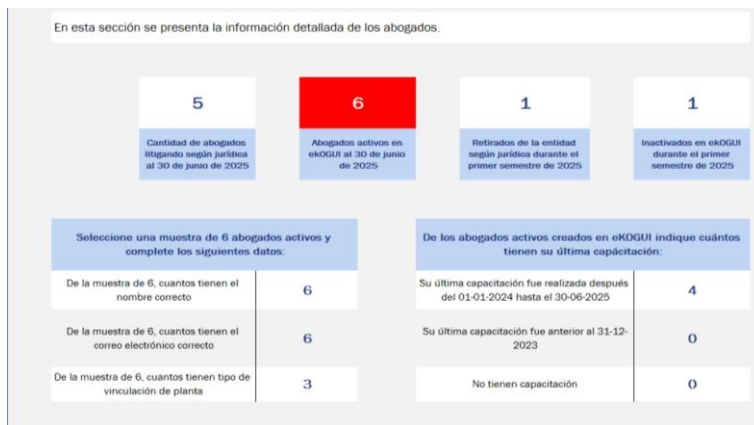 En esta sección se presenta la información detallada de los abogados.
5
6
1
1
Cantidad de abogados
litigando según jurídica
al 30 de junio de 2025
Abogados activos en
ekOGUI al 30 de junio
de 2025
Retirados de la entidad
según jurídica durante el
primer semestre de 2025
Inactivados en ekOGUI
durante el primer
semestre de 2025
Seleccione una muestra de 6 abogados activos y
complete los siguientes datos:
De la muestra de 6, cuantos tienen el
nombre correcto
6
De la muestra de 6, cuantos tienen el
correo electrónico correcto
6
De la muestra de 6, cuantos tienen tipo de
vinculación de planta
3
De los abogados activos creados en eKOGUI indique cuántos
tienen su última capácitación:
Su última capacitación fue realizada después
del 01-01-2024 hasta el 30-06-2025
4
Su última capacitación fue anterior al 31-12-
2023
0
No tienen capacitación
0